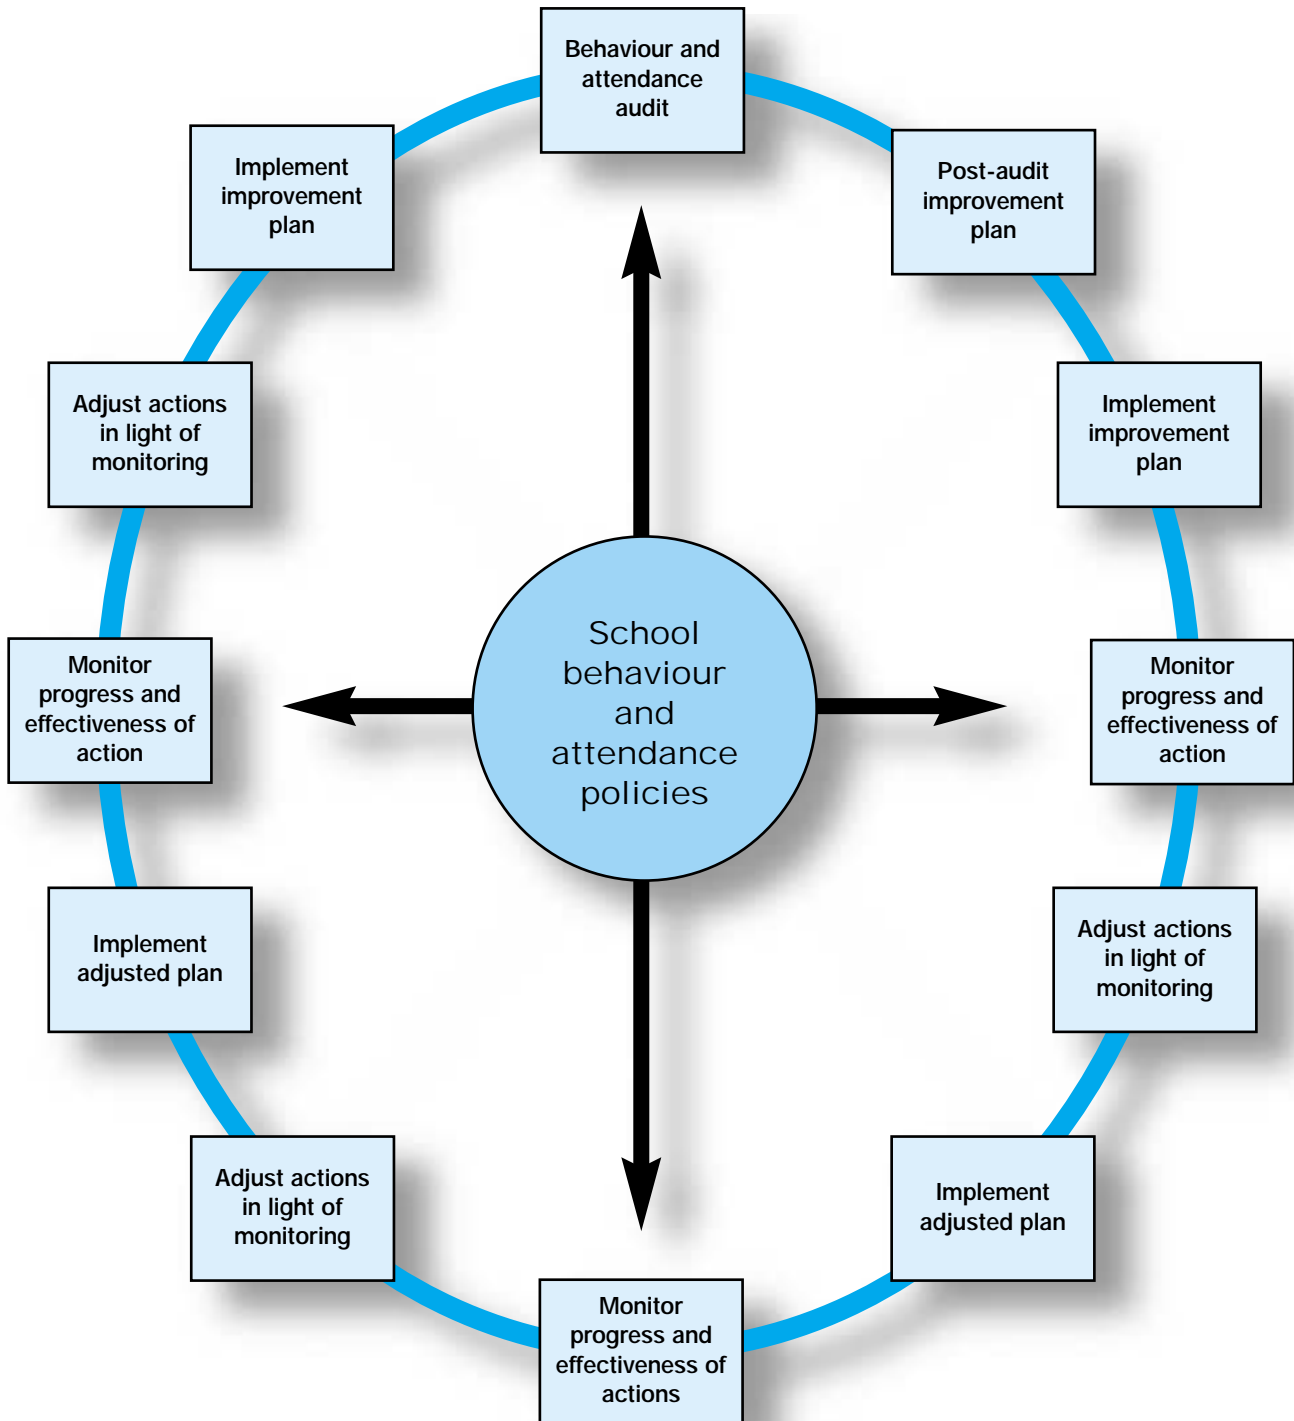 Behaviour and
attendance
audit
Post-audit
improvement
plan
Implement
improvement
plan
Monitor
progress and
effectiveness of
action
Adjust actions
in light of
monitoring
Implement
adjusted plan
Monitor
progress and
effectiveness of
actions
Adjust actions
in light of
monitoring
Implement
adjusted plan
Monitor
progress and
effectiveness of
action
Adjust actions
in light of
monitoring
Implement
improvement
plan
School
behaviour
and
attendance
policies